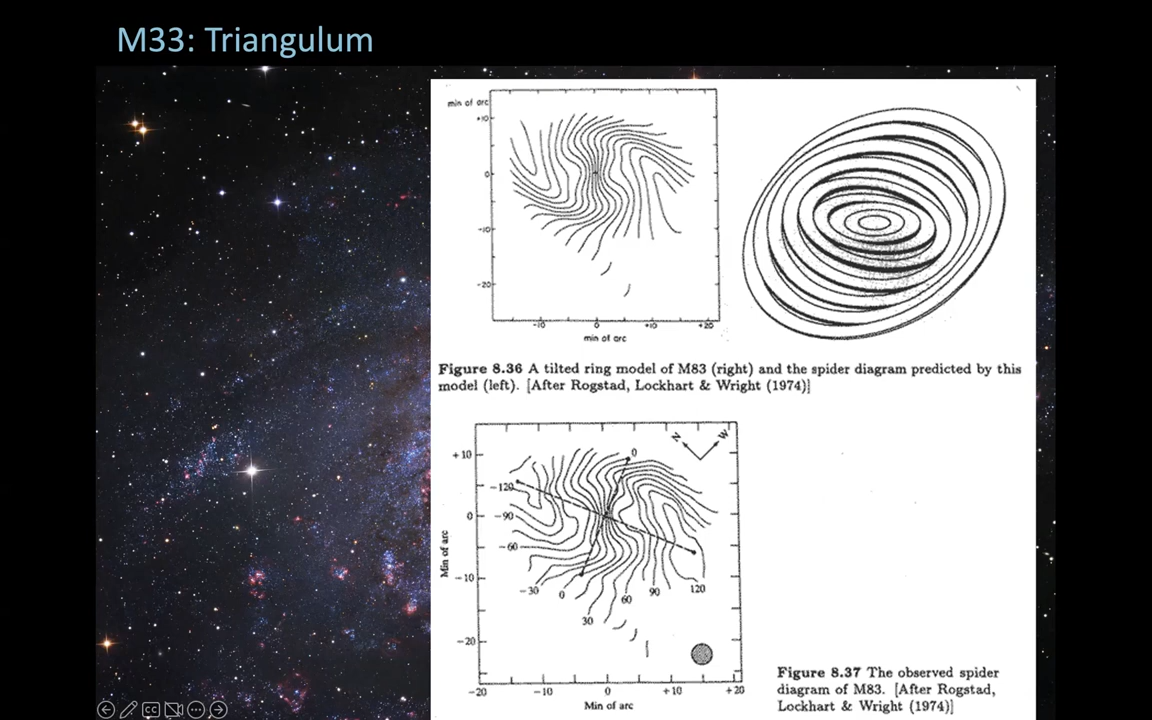 M33: Triangulum
min of arc
+10
0
-10
-20
-10 0 +10 +20
min of arc
Figure 8.36 A tilted ring model of M83 (right) and the spider diagram predicted by this
model (left). [After Rogstad, Lockhart & Wright (1974)]
N W
0
+10
-120
0
-90
-60
-10
-30 0 60 90 120
30
-20
-20 -10 0 +10 +20
Min of arc
Min of arc
Figure 8.37 The observed spider
diagram of M83. [After Rogstad,
Lockhart & Wright (1974)]
CC